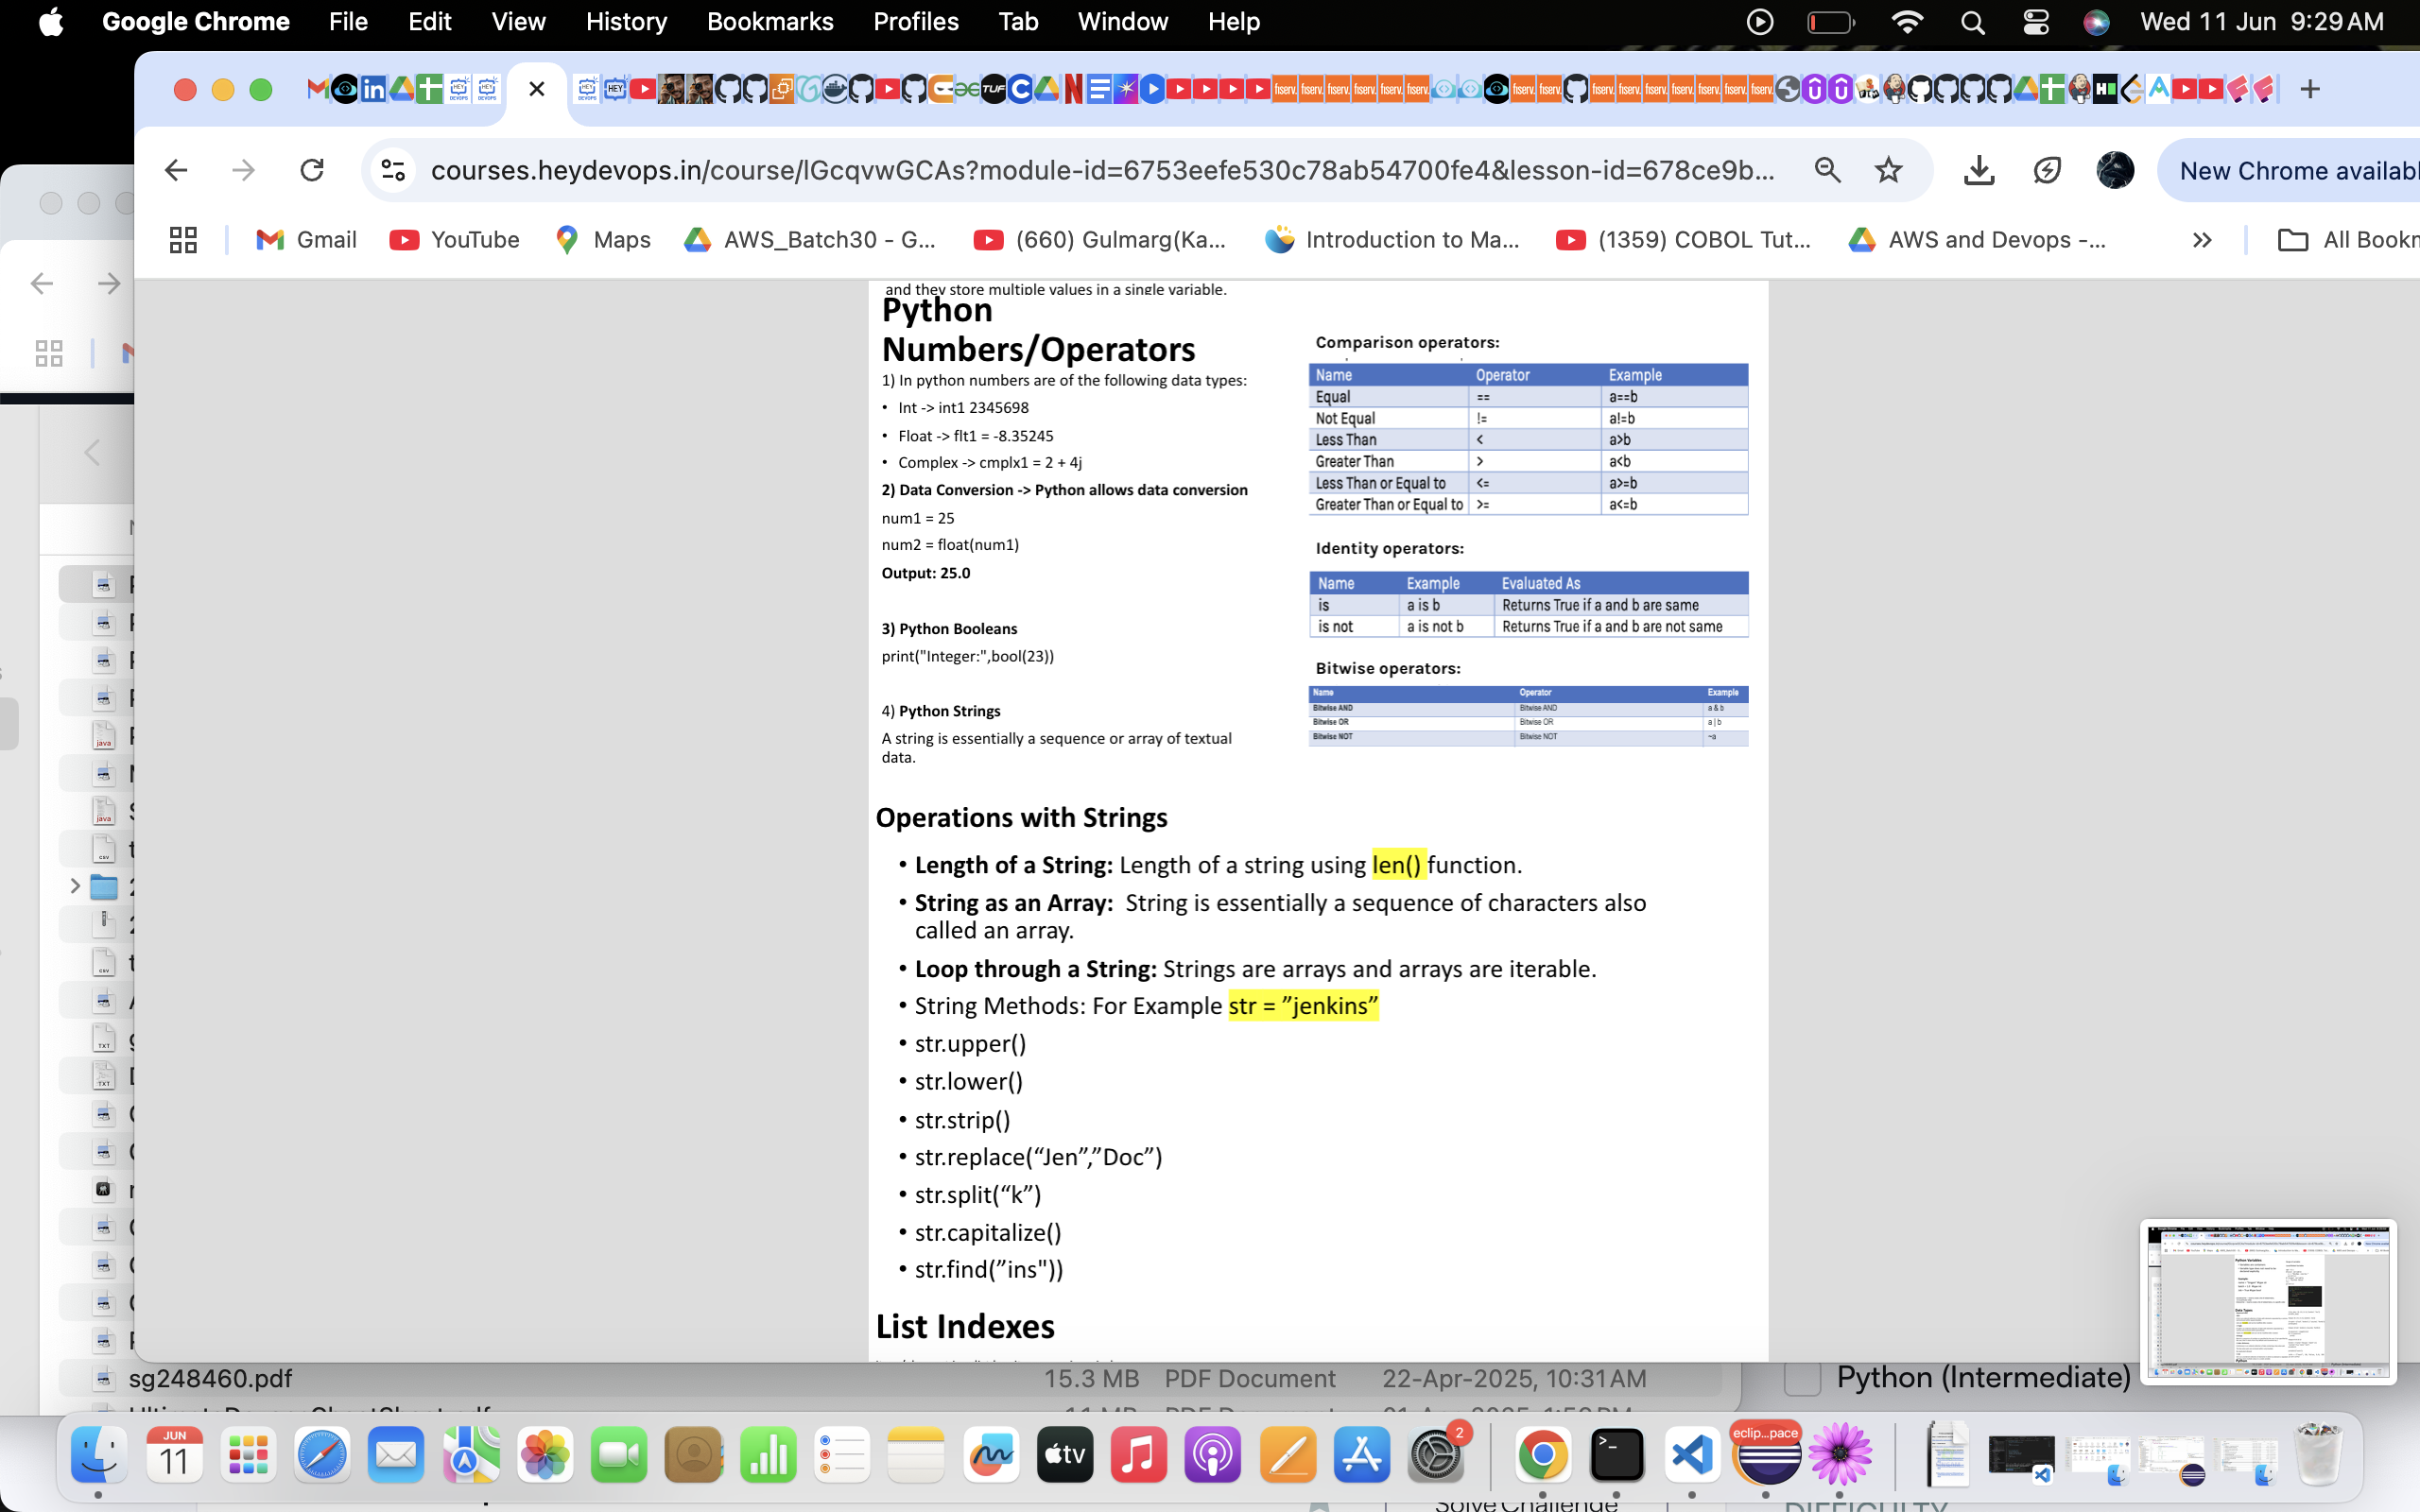 Google Chrome File Edit View History Bookmarks Profiles Tab Window Help Wed 11 Jun 9:29 AM
courses.heydevops.in/course/IGcqvwGCAs?module-id=6753eefe530c78ab54700fe4&lesson-id=678ce9b...
New Chrome availabl
Gmail YouTube Maps AWS_Batch30 - G... (660) Gulmarg(Ka... Introduction to Ma... (1359) COBOL Tut... AWS and Devops -... All Bookm
and they store multiple values in a single variable.
Python
Numbers/Operators
1) In python numbers are of the following data types:
• Int -> int1 2345698
• Float -> flt1 = -8.35245
• Complex -> cmplx1 = 2 + 4j
2) Data Conversion -> Python allows data conversion
num1 = 25
num2 = float(num1)
Output: 25.0
3) Python Booleans
print("Integer:",bool(23))
4) Python Strings
A string is essentially a sequence or array of textual
data.
Comparison operators:
Name Operator Example
Equal == a==b
Not Equal != a!=b
Less Than < a>b
Greater Than > a<b
Less Than or Equal to <= a>=b
Greater Than or Equal to >= a<=b
Identity operators:
Name Example Evaluated As
is a is b Returns True if a and b are same
is not a is not b Returns True if a and b are not same
Bitwise operators:
Name Operator Example
Bitwise AND Bitwise AND a & b
Bitwise OR Bitwise OR a | b
Bitwise NOT Bitwise NOT ~a
Operations with Strings
• Length of a String: Length of a string using len() function.
• String as an Array: String is essentially a sequence of characters also
called an array.
• Loop through a String: Strings are arrays and arrays are iterable.
• String Methods: For Example str = ”jenkins”
• str.upper()
• str.lower()
• str.strip()
• str.replace(“Jen”,”Doc”)
• str.split(“k”)
• str.capitalize()
• str.find(”ins"))
List Indexes
sg248460.pdf 15.3 MB PDF Document 22-Apr-2025, 10:31 AM
Python (Intermediate)
JUN
11
tv
2
eclip...pace
Solve Challenge
DIFFICULTY